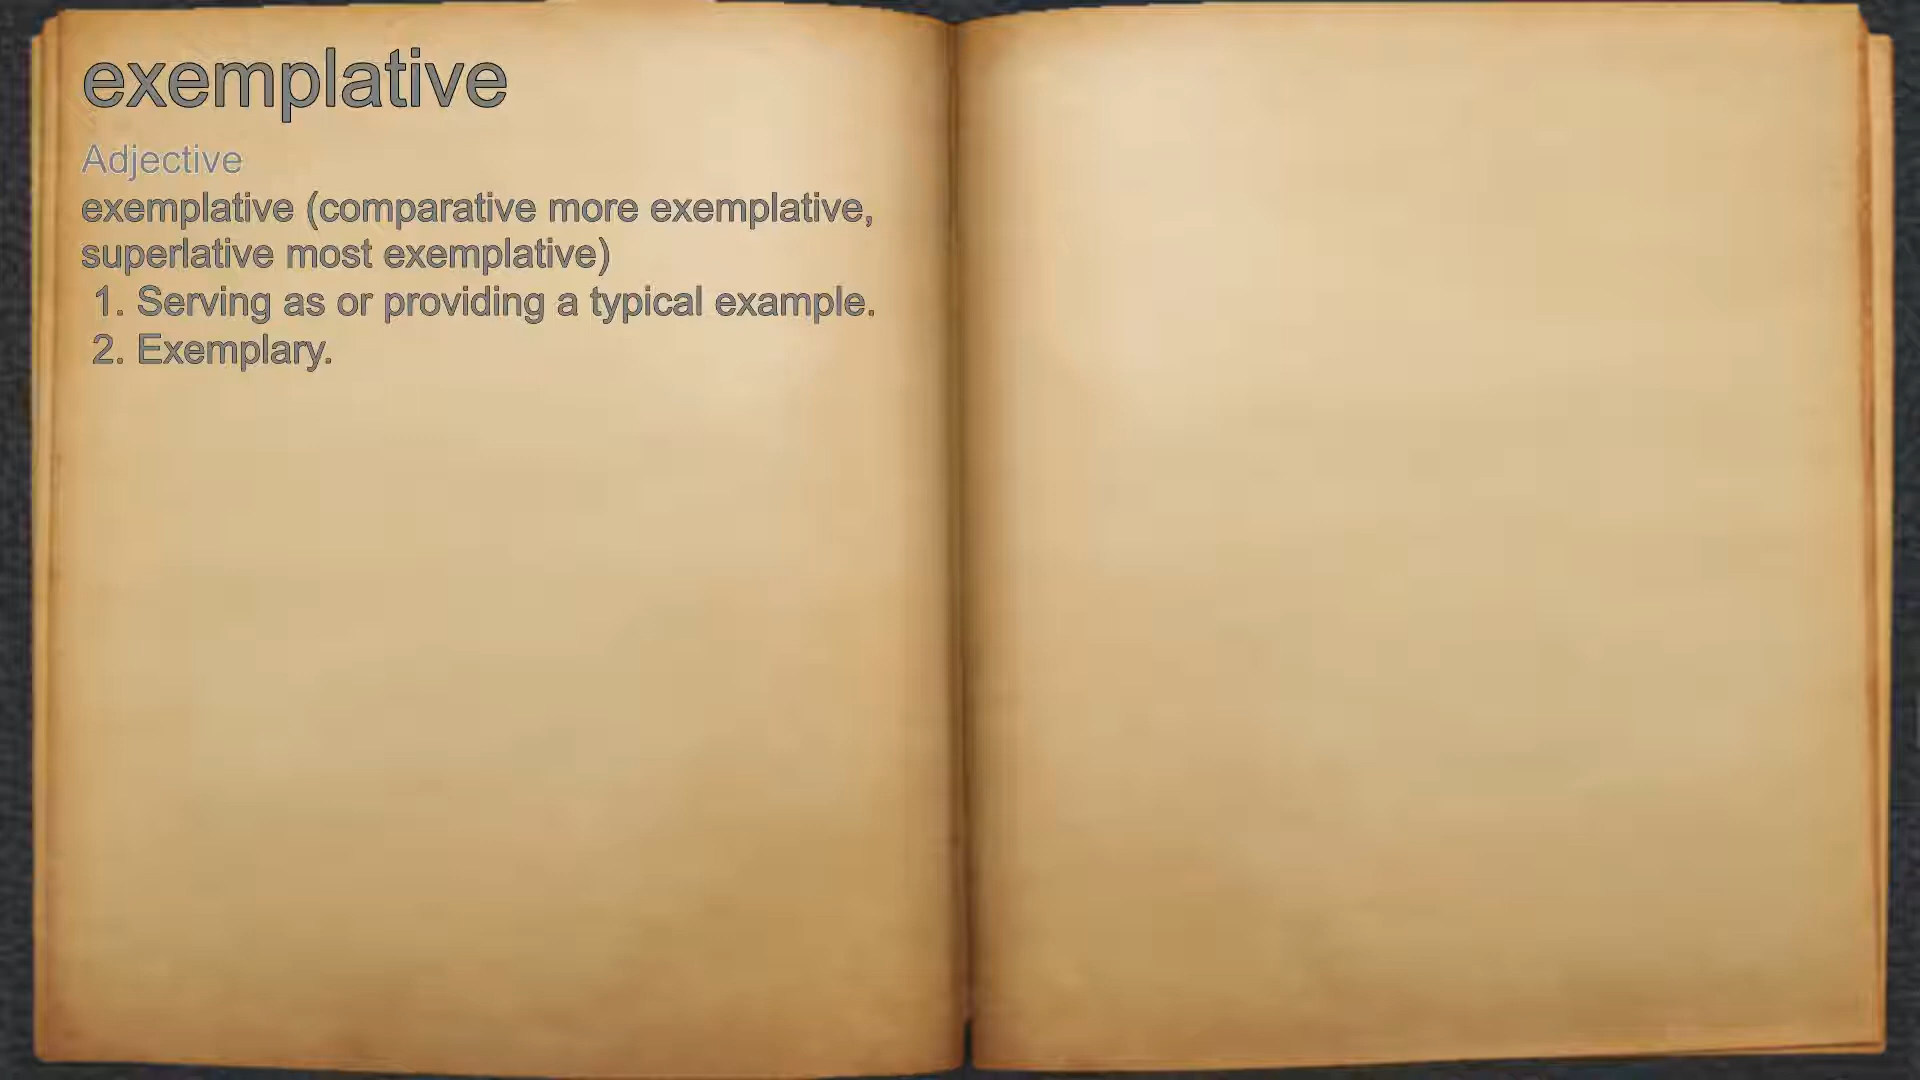 exemplative
Adjective
exemplative (comparative more exemplative,
superlative most exemplative)
1. Serving as or providing a typical example.
2. Exemplary.